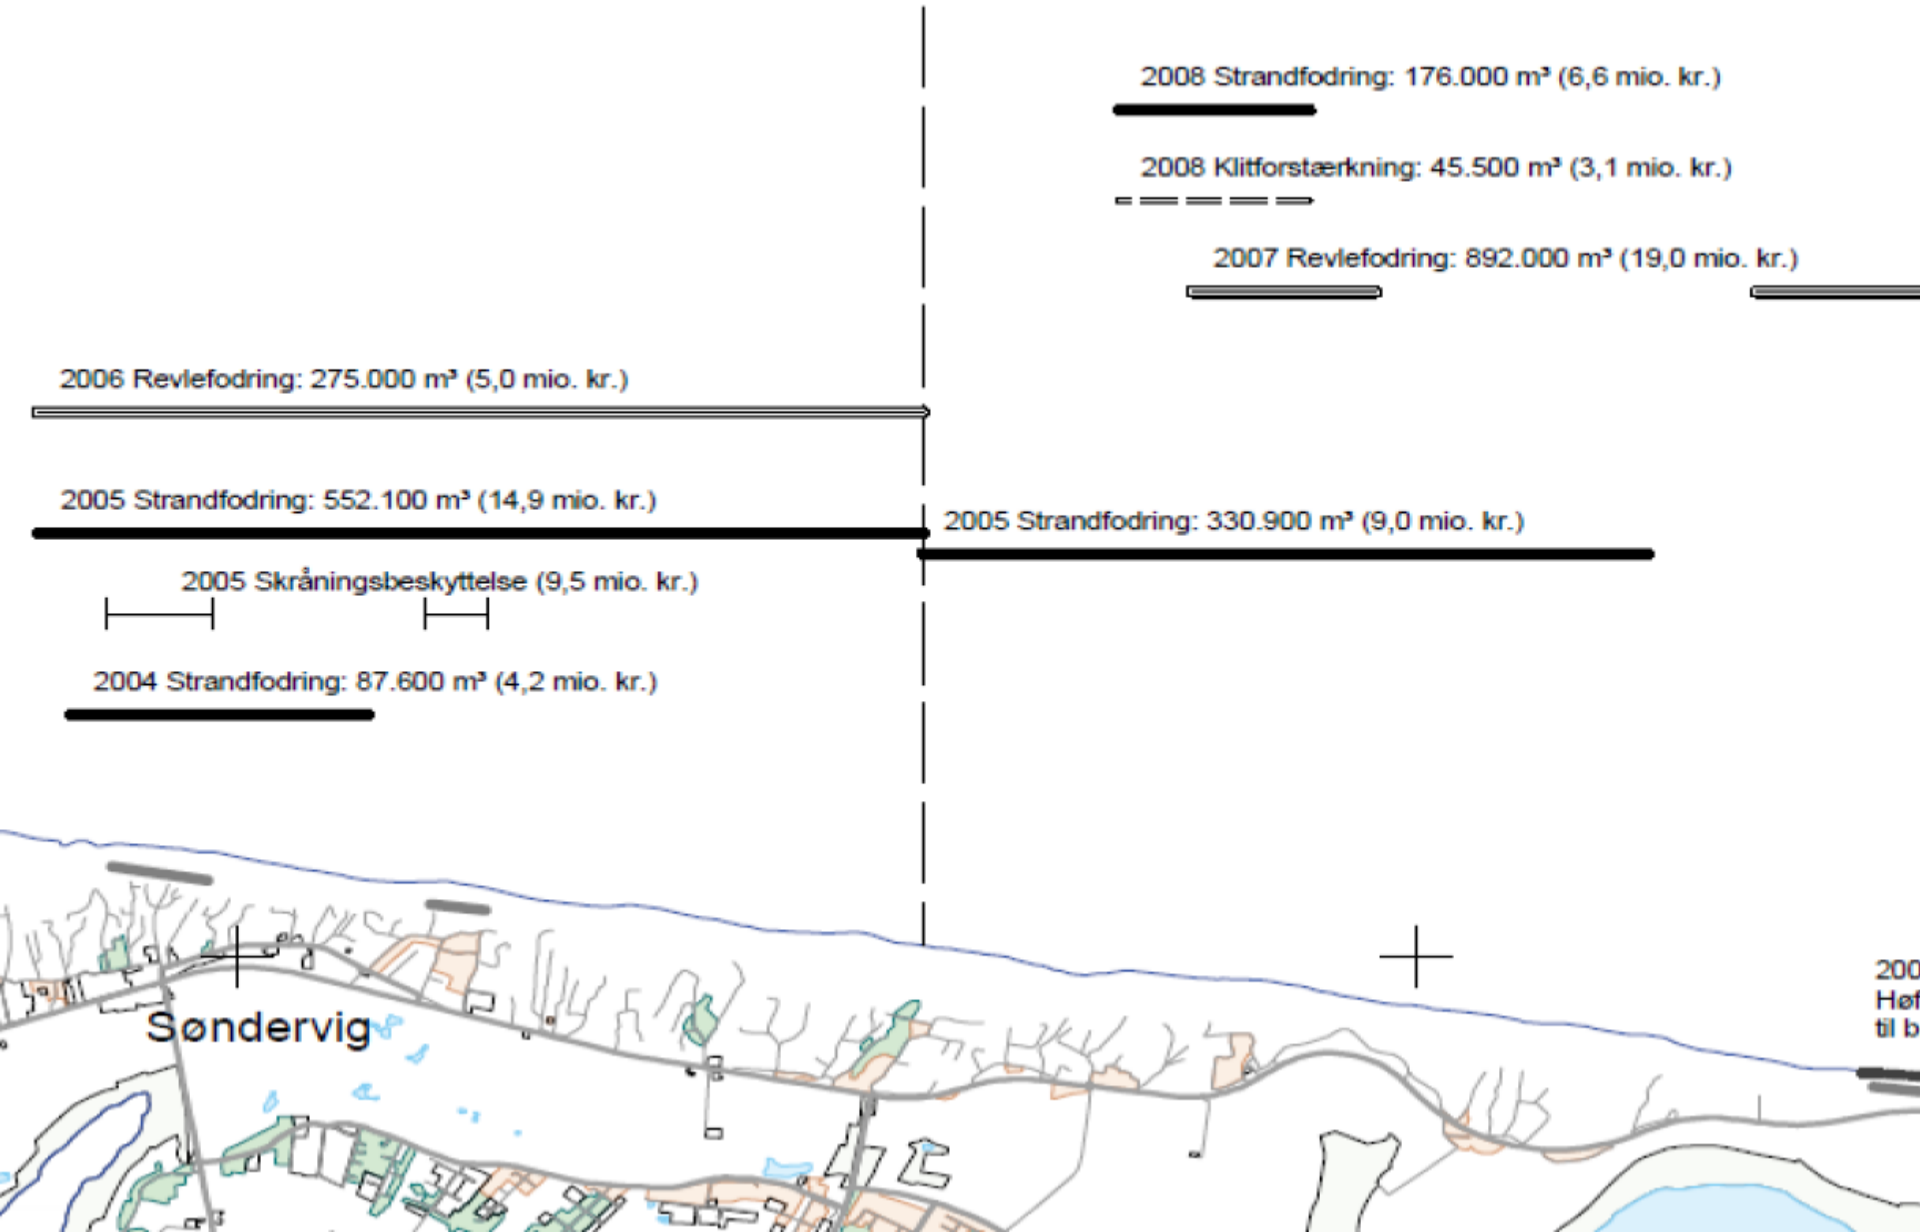 2008 Strandfodring: 176.000 m³ (6,6 mio. kr.)
2008 Klitforstærkning: 45.500 m³ (3,1 mio. kr.)
2007 Revlefodring: 892.000 m³ (19,0 mio. kr.)
2006 Revlefodring: 275.000 m³ (5,0 mio. kr.)
2005 Strandfodring: 552.100 m³ (14,9 mio. kr.)
2005 Strandfodring: 330.900 m³ (9,0 mio. kr.)
2005 Skråningsbeskyttelse (9,5 mio. kr.)
2004 Strandfodring: 87.600 m³ (4,2 mio. kr.)
200
Høf
til b
Søndervig